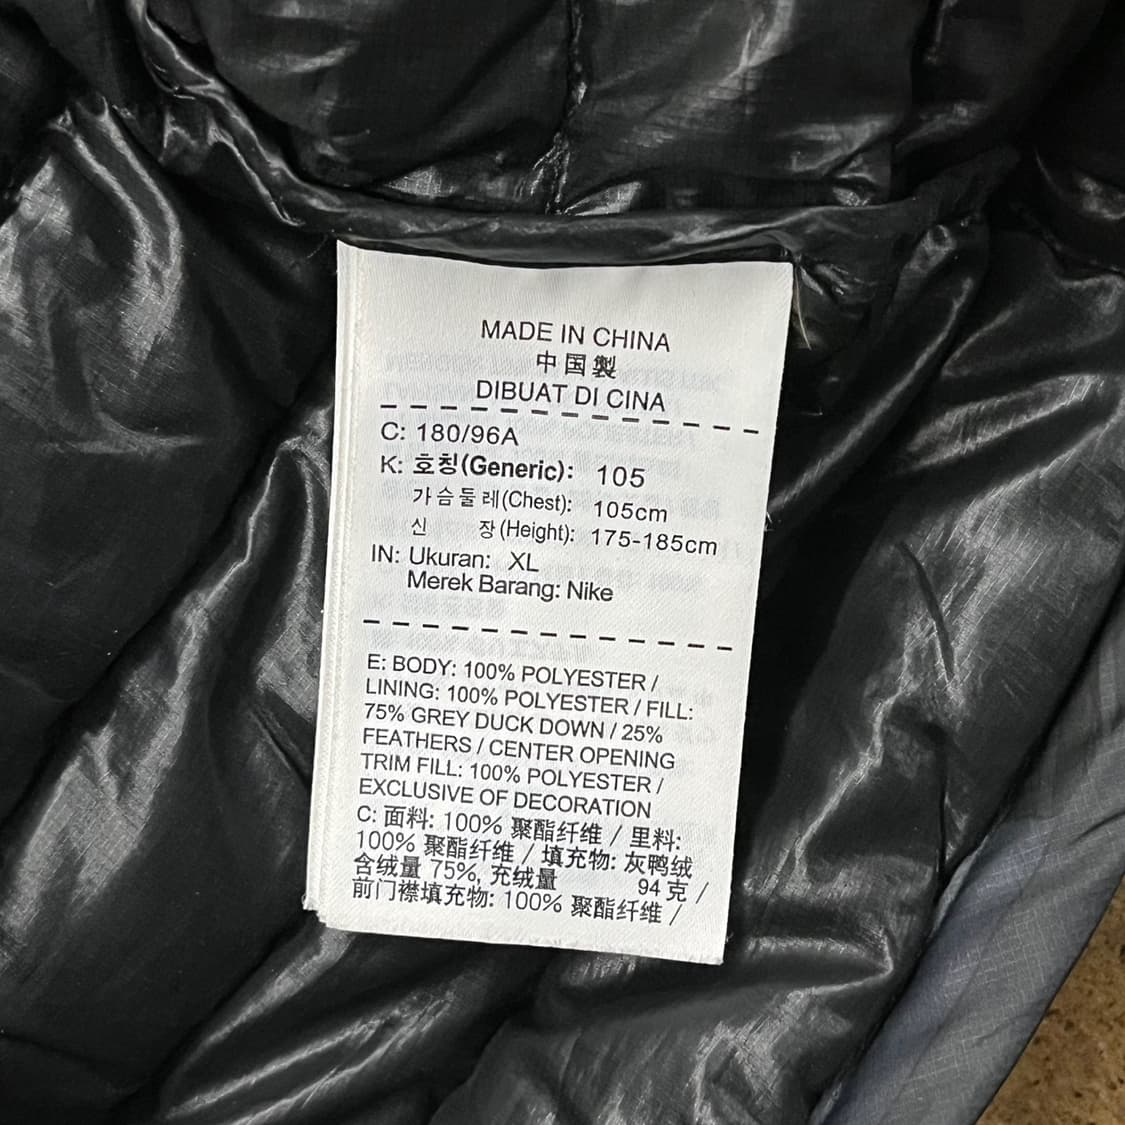 MADE IN CHINA
中国製
DIBUAT DI CINA
C: 180/96A
K: 호칭(Generic): 105
가슴둘레(Chest): 105cm
신 장(Height): 175-185cm
IN: Ukuran: XL
Merek Barang: Nike
E: BODY: 100% POLYESTER /
LINING: 100% POLYESTER / FILL:
75% GREY DUCK DOWN / 25%
FEATHERS / CENTER OPENING
TRIM FILL: 100% POLYESTER /
EXCLUSIVE OF DECORATION
C: 面料: 100% 聚酯纤维 / 里料:
100% 聚酯纤维 / 填充物: 灰鸭绒
含绒量 75%, 充绒量 94 克 /
前门襟填充物: 100% 聚酯纤维 /